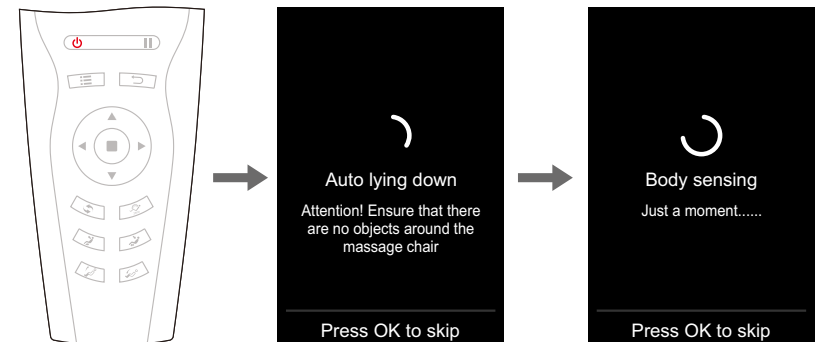 Auto lying down
Attention! Ensure that there
are no objects around the
massage chair
Press OK to skip
Body sensing
Just a moment......
Press OK to skip